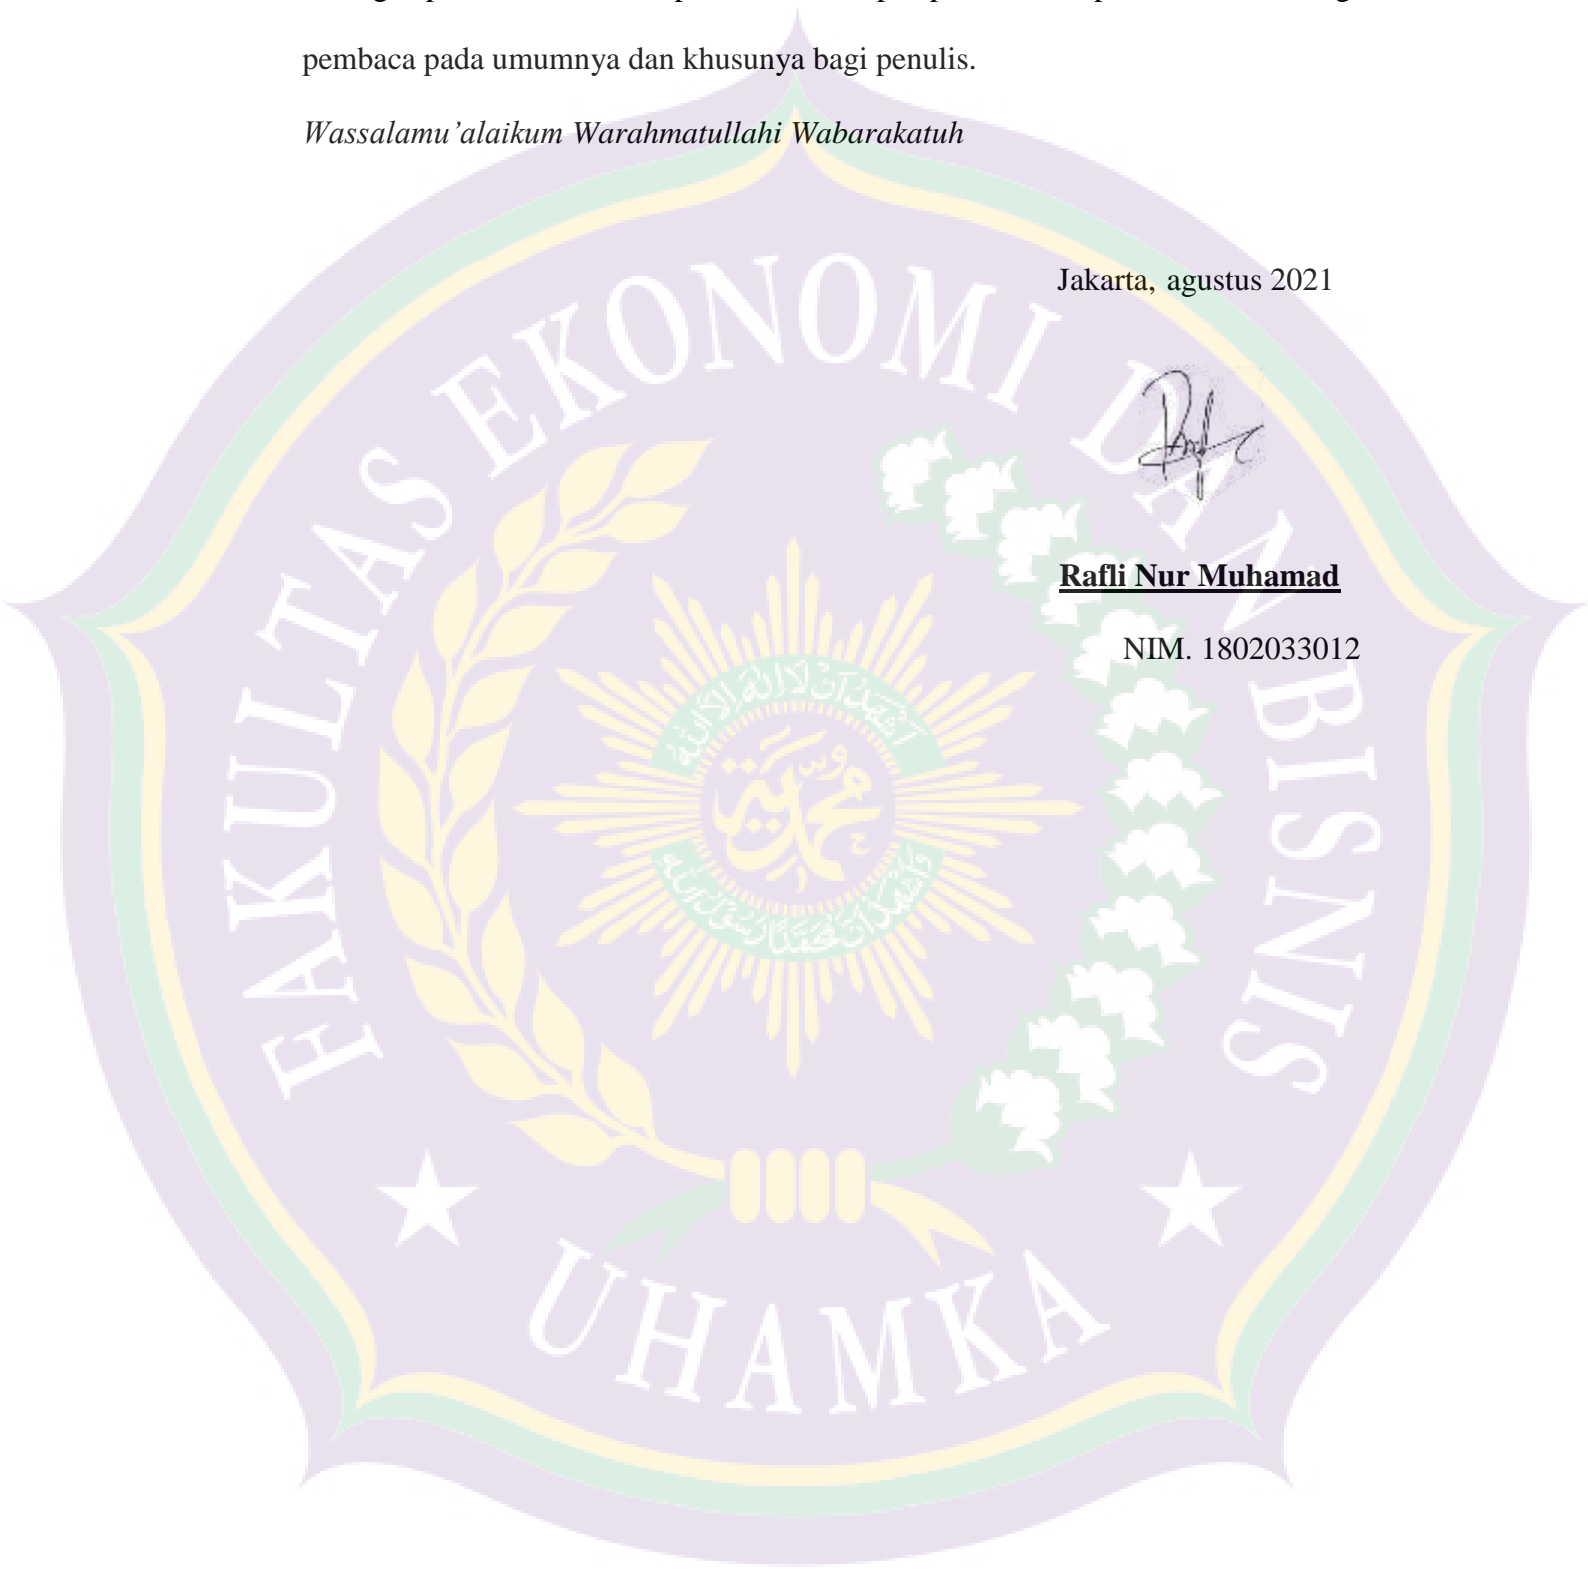 pembaca pada umumnya dan khusunya bagi penulis.
Wassalamu’alaikum Warahmatullahi Wabarakatuh
Jakarta, agustus 2021
Rafli Nur Muhamad
NIM. 1802033012
FAKULTAS EKONOMI DAN BISNIS
محمدية
UHAMKA